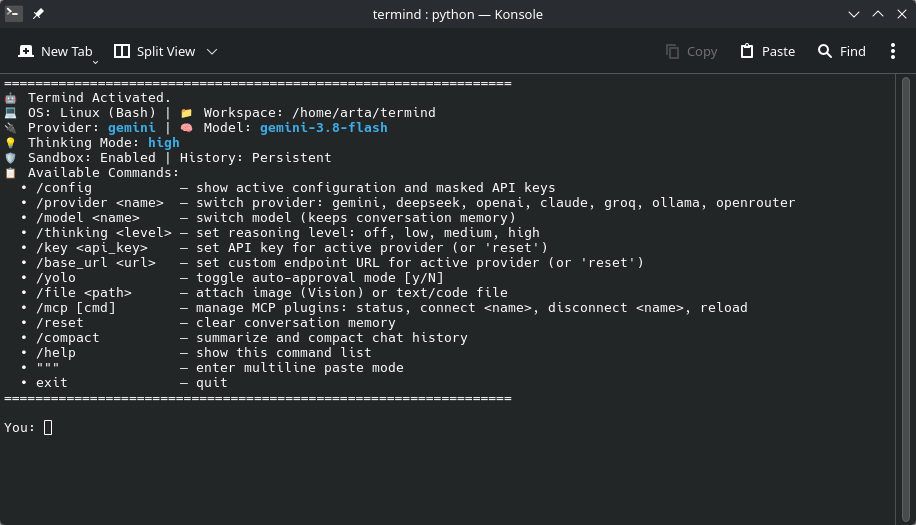 termind : python — Konsole
New Tab Split View Copy Paste Find
================================================================
🤖 Termind Activated.
💻 OS: Linux (Bash) | 📁 Workspace: /home/arta/termind
🔌 Provider: gemini | 🧠 Model: gemini-3.8-flash
💡 Thinking Mode: high
🛡️ Sandbox: Enabled | History: Persistent
📋 Available Commands:
• /config — show active configuration and masked API keys
• /provider <name> — switch provider: gemini, deepseek, openai, claude, groq, ollama, openrouter
• /model <name> — switch model (keeps conversation memory)
• /thinking <level> — set reasoning level: off, low, medium, high
• /key <api_key> — set API key for active provider (or 'reset')
• /base_url <url> — set custom endpoint URL for active provider (or 'reset')
• /yolo — toggle auto-approval mode [y/N]
• /file <path> — attach image (Vision) or text/code file
• /mcp [cmd] — manage MCP plugins: status, connect <name>, disconnect <name>, reload
• /reset — clear conversation memory
• /compact — summarize and compact chat history
• /help — show this command list
• """ — enter multiline paste mode
• exit — quit
================================================================
You: